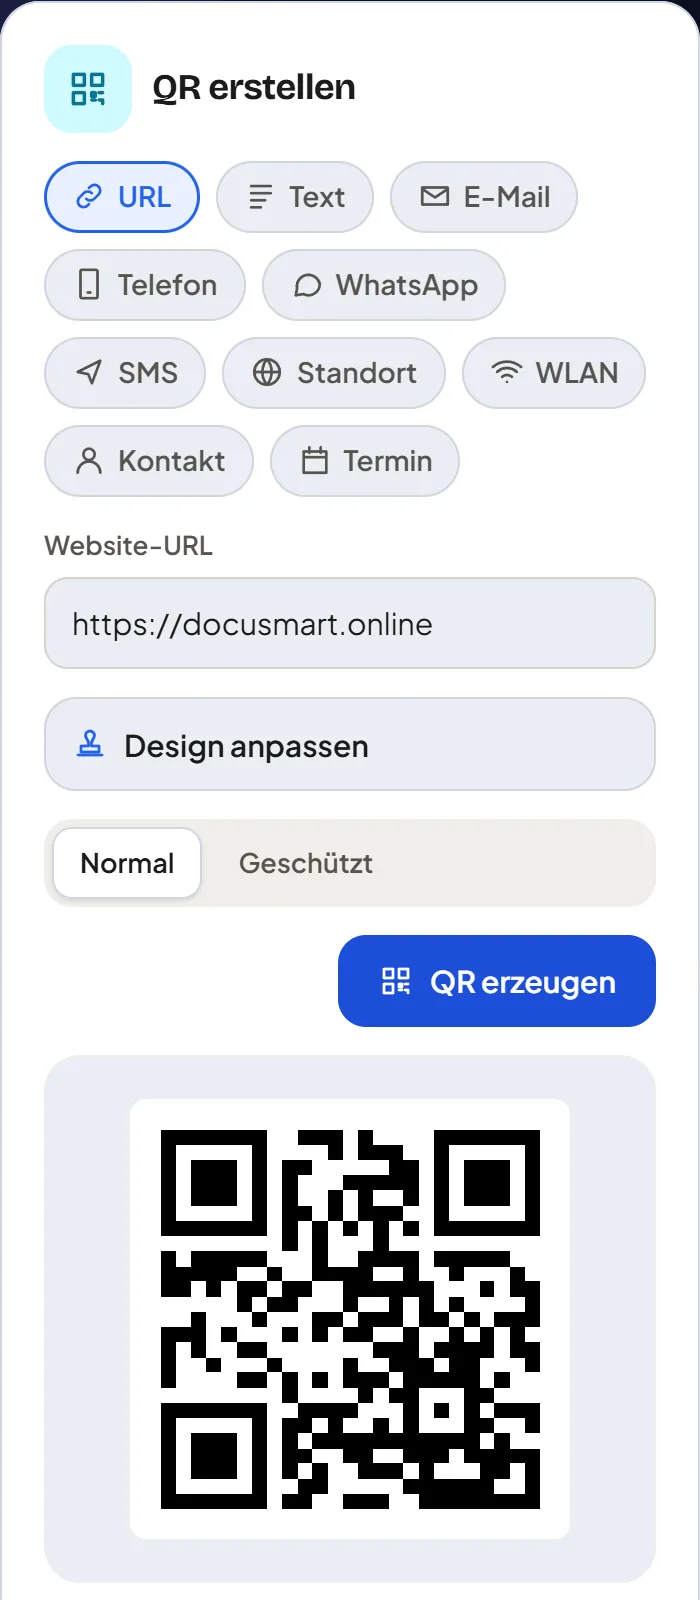 QR erstellen
URL Text E-Mail
Telefon WhatsApp
SMS Standort WLAN
Kontakt Termin
Website-URL
https://docusmart.online
Design anpassen
Normal Geschützt
QR erzeugen